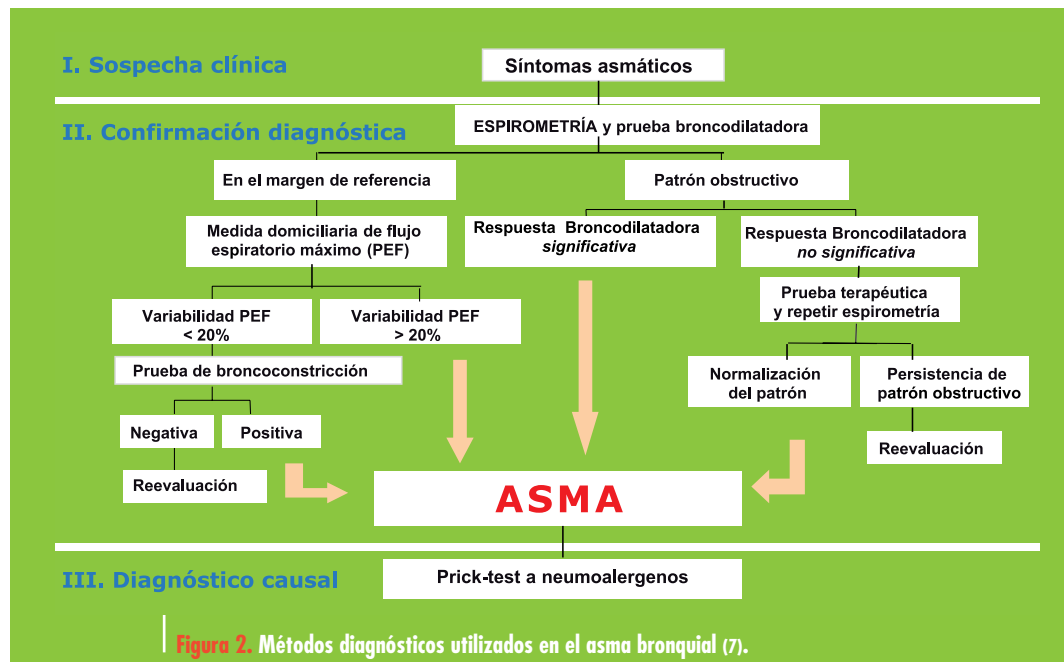 I. Sospecha clínica
Síntomas asmáticos
II. Confirmación diagnóstica
ESPIROMETRÍA y prueba broncodilatadora
En el margen de referencia
Patrón obstructivo
Medida domiciliaria de flujo
espiratorio máximo (PEF)
Respuesta Broncodilatadora
significativa
Respuesta Broncodilatadora
no significativa
Prueba terapéutica
y repetir espirometría
Variabilidad PEF
< 20%
Variabilidad PEF
> 20%
Prueba de broncoconstricción
Normalización
del patrón
Persistencia de
patrón obstructivo
Negativa
Positiva
Reevaluación
Reevaluación
ASMA
III. Diagnóstico causal
Prick-test a neumoalergenos
Figura 2. Métodos diagnósticos utilizados en el asma bronquial (7).